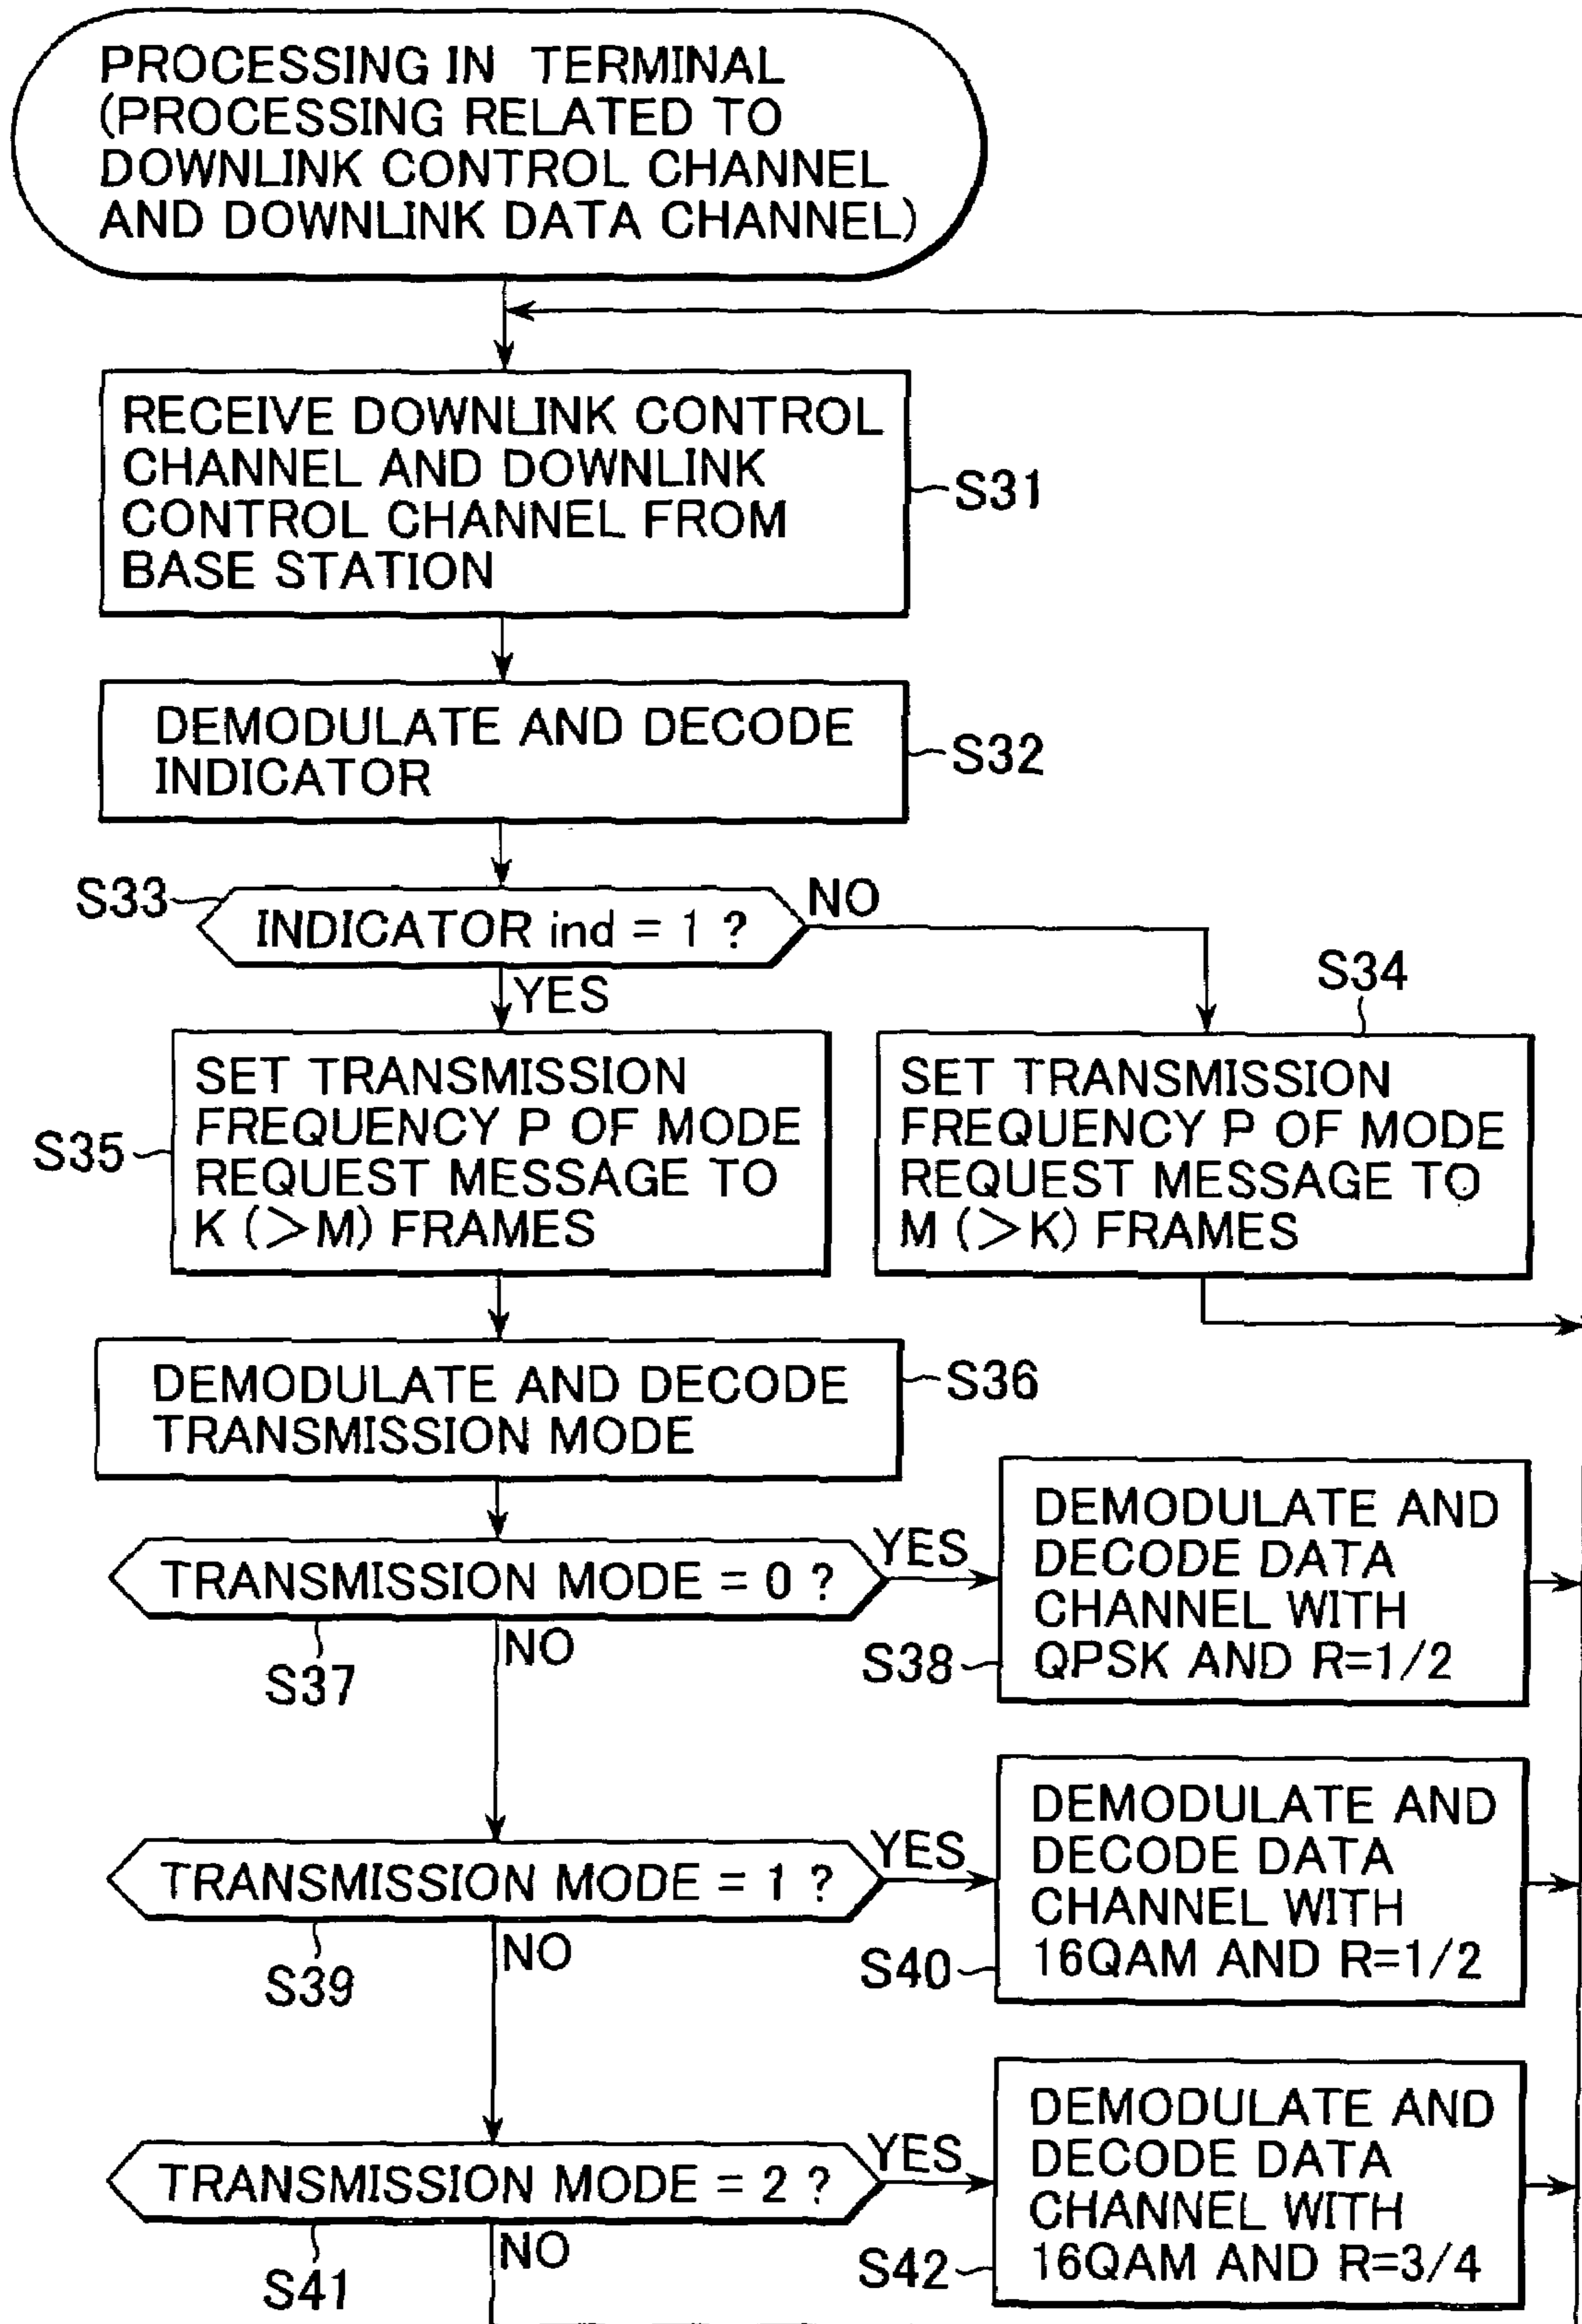 PROCESSING IN TERMINAL
(PROCESSING RELATED TO
DOWNLINK CONTROL CHANNEL
AND DOWNLINK DATA CHANNEL)
RECEIVE DOWNLINK CONTROL
CHANNEL AND DOWNLINK
CONTROL CHANNEL FROM
BASE STATION
S31
DEMODULATE AND DECODE
INDICATOR
S32
S33
INDICATOR ind = 1 ?
NO
YES
S34
S35
SET TRANSMISSION
FREQUENCY P OF MODE
REQUEST MESSAGE TO
K (>M) FRAMES
SET TRANSMISSION
FREQUENCY P OF MODE
REQUEST MESSAGE TO
M (>K) FRAMES
DEMODULATE AND DECODE
TRANSMISSION MODE
S36
TRANSMISSION MODE = 0 ?
YES
NO
S37
DEMODULATE AND
DECODE DATA
CHANNEL WITH
QPSK AND R=1/2
S38
TRANSMISSION MODE = 1 ?
YES
NO
S39
DEMODULATE AND
DECODE DATA
CHANNEL WITH
16QAM AND R=1/2
S40
TRANSMISSION MODE = 2 ?
YES
NO
S41
DEMODULATE AND
DECODE DATA
CHANNEL WITH
16QAM AND R=3/4
S42